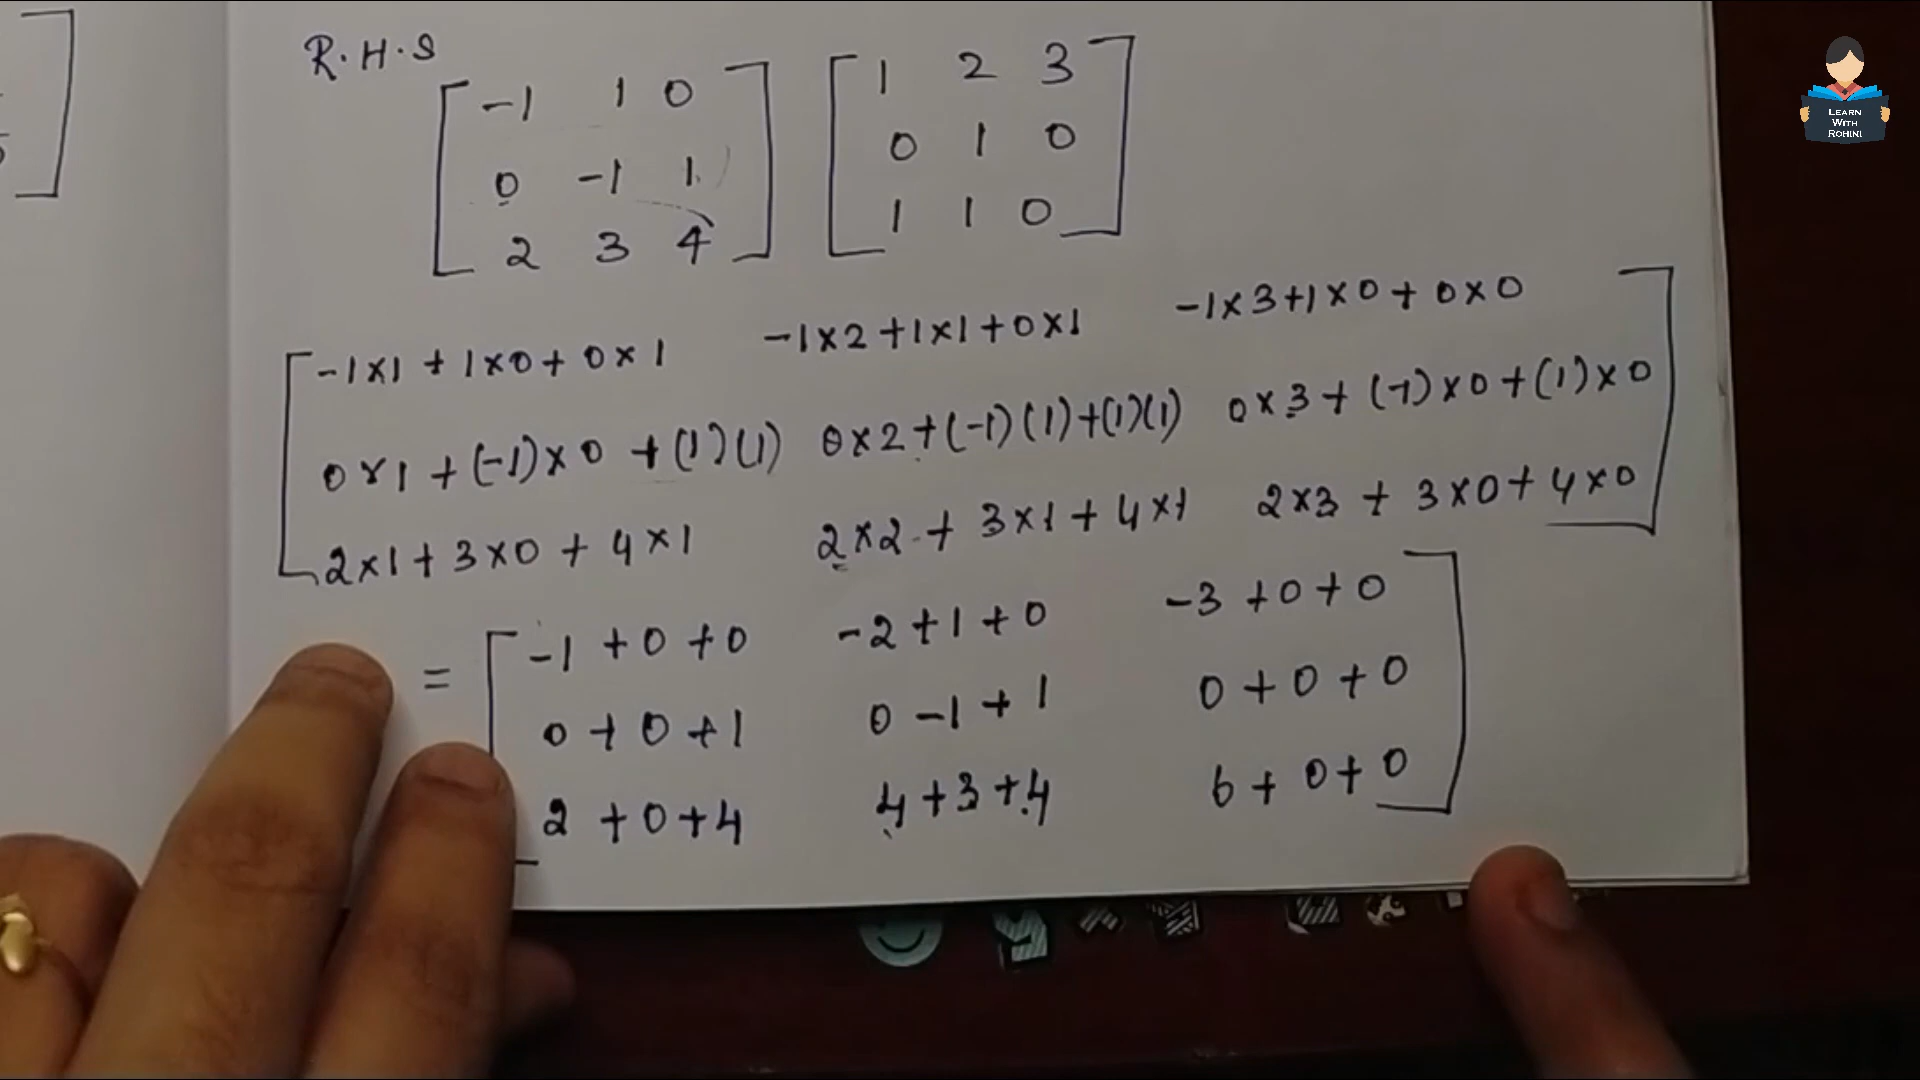 R.H.S
-1 1 0 1 2 3
0 -1 1 0 1 0
2 3 4 1 1 0
-1×1 + 1×0 + 0×1 -1×2+1×1+0×1 -1×3+1×0+0×0
0×1 + (-1)×0 + (1)(1) 0×2+(-1)(1)+(1)(1) 0×3+(-1)×0+(1)×0
2×1+3×0+4×1 2×2+3×1+4×1 2×3+3×0+4×0
= -1+0+0 -2+1+0 -3+0+0
0+0+1 0-1+1 0+0+0
2+0+4 4+3+4 6+0+0
LEARN
WITH
ROHINI